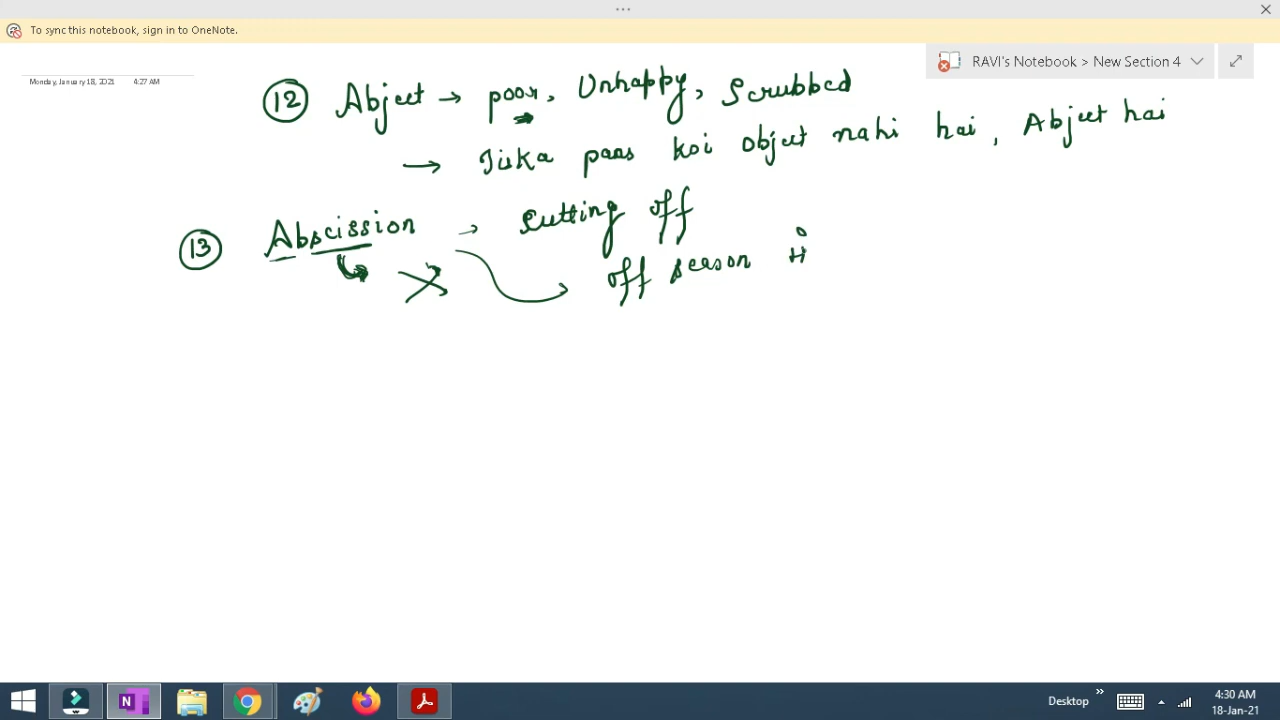 To sync this notebook, sign in to OneNote.
RAVI's Notebook > New Section 4
Monday, January 18, 2021 4:27 AM
12 Abject → poor, Unhappy, Scrubbed
→ Jiska paas koi object nahi hai, Abject hai
13 Abscission → Cutting off
off season
N
Desktop
4:30 AM
18-Jan-21